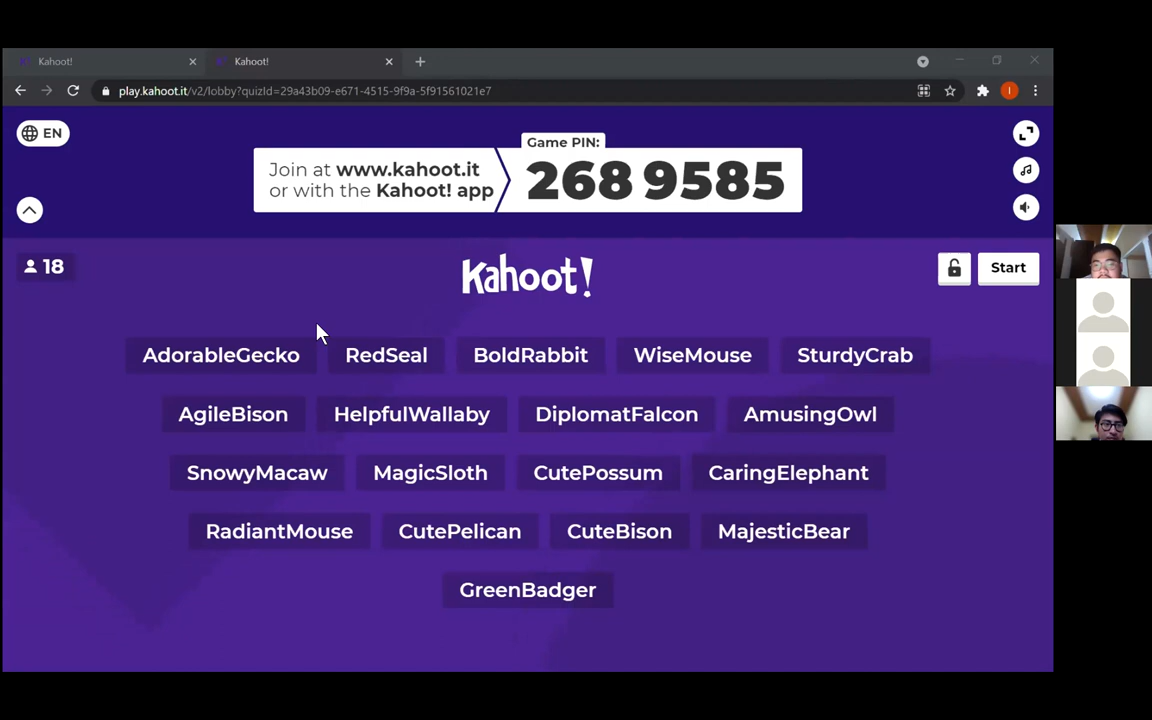 Kahoot!
Kahoot!
play.kahoot.it/v2/lobby?quizId=29a43b09-e671-4515-9f9a-5f91561021e7
I
EN
Game PIN:
Join at www.kahoot.it
or with the Kahoot! app
268 9585
18
Kahoot!
Start
AdorableGecko RedSeal BoldRabbit WiseMouse SturdyCrab
AgileBison HelpfulWallaby DiplomatFalcon AmusingOwl
SnowyMacaw MagicSloth CutePossum CaringElephant
RadiantMouse CutePelican CuteBison MajesticBear
GreenBadger